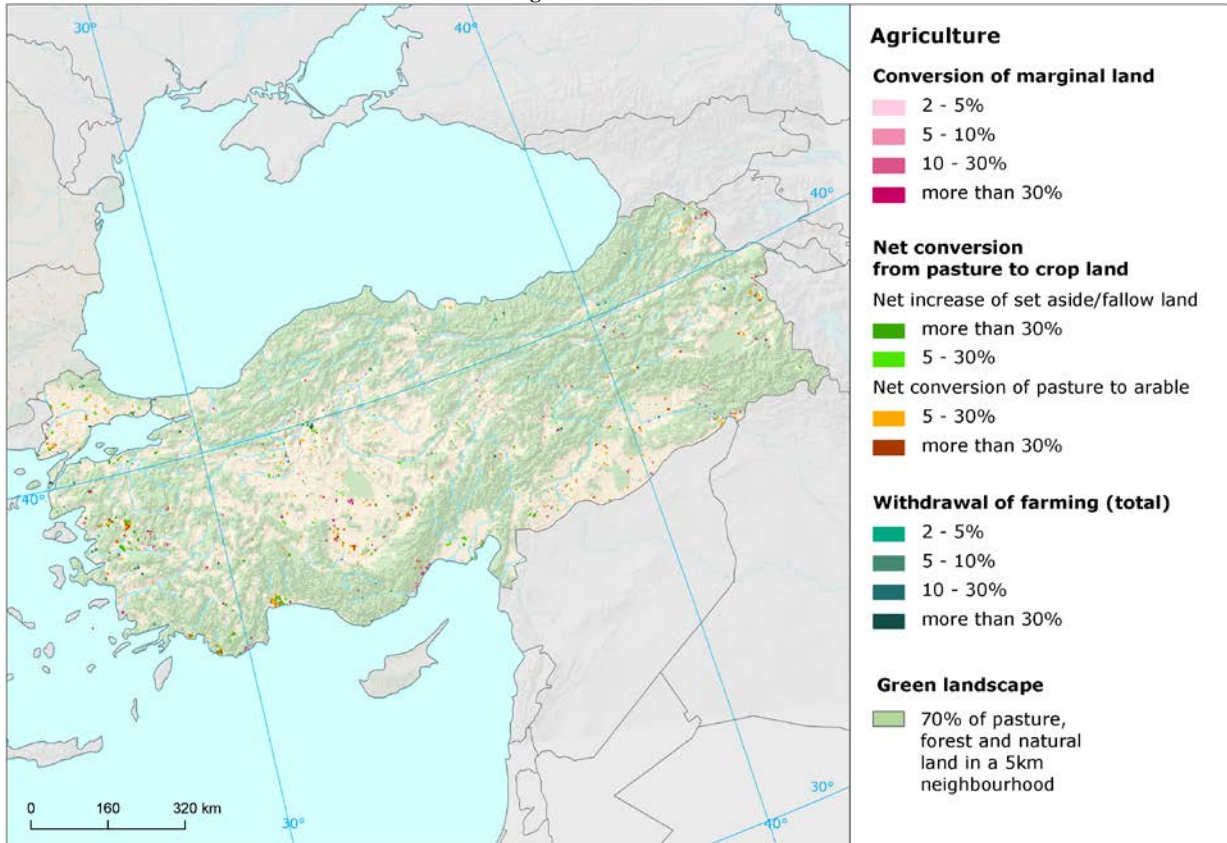 30°
40°
40°
40°
30°
30°
40°
0 160 320 km
Agriculture
Conversion of marginal land
2 - 5%
5 - 10%
10 - 30%
more than 30%
Net conversion
from pasture to crop land
Net increase of set aside/fallow land
more than 30%
5 - 30%
Net conversion of pasture to arable
5 - 30%
more than 30%
Withdrawal of farming (total)
2 - 5%
5 - 10%
10 - 30%
more than 30%
Green landscape
70% of pasture,
forest and natural
land in a 5km
neighbourhood